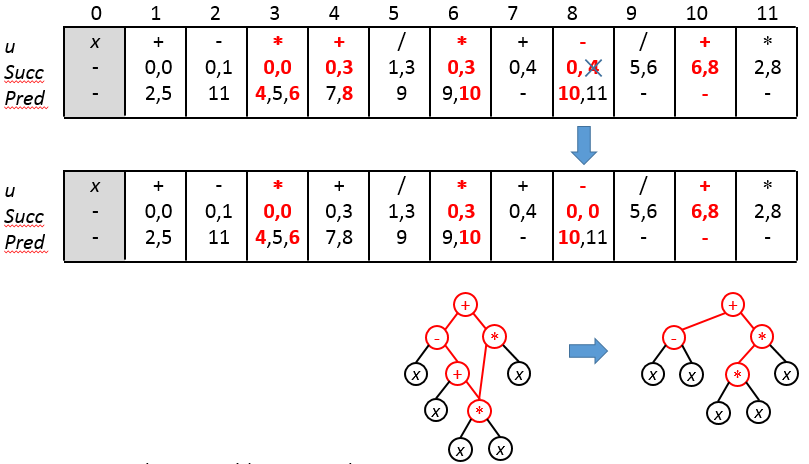 0 1 2 3 4 5 6 7 8 9 10 11
u x + - * + / * + - / + *
Succ - 0,0 0,1 0,0 0,3 1,3 0,3 0,4 0, 4 5,6 6,8 2,8
Pred - 2,5 11 4,5,6 7,8 9 9,10 - 10,11 - - -
u x + - * + / * + - / + *
Succ - 0,0 0,1 0,0 0,3 1,3 0,3 0,4 0, 0 5,6 6,8 2,8
Pred - 2,5 11 4,5,6 7,8 9 9,10 - 10,11 - - -
+ +
- * - *
x + x x x * x
x * x x
x x